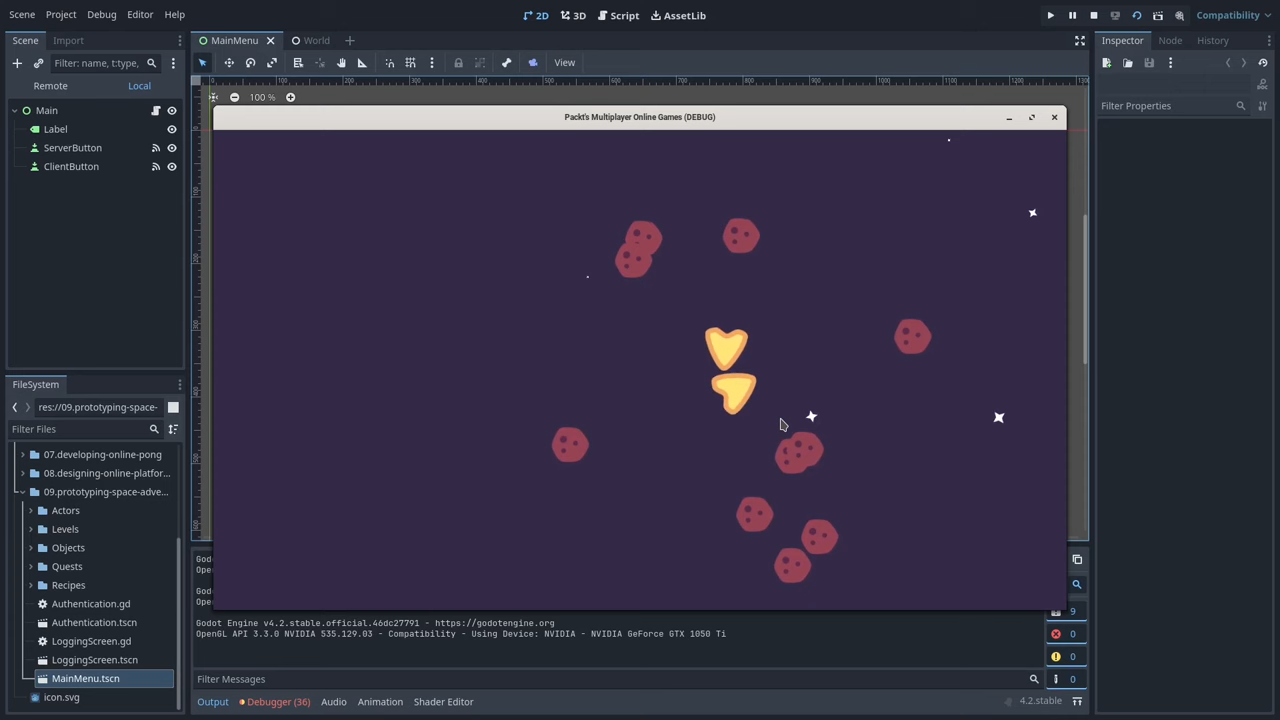 Scene Project Debug Editor Help
2D 3D Script AssetLib
Compatibility
Scene Import
MainMenu World
Inspector Node History
Filter: name, t:type,
View
Remote Local
100 %
Filter Properties
Main
Label
ServerButton
ClientButton
Packt's Multiplayer Online Games (DEBUG)
FileSystem
res://09.prototyping-space-
Filter Files
07.developing-online-pong
08.designing-online-platfor...
09.prototyping-space-adve...
Actors
Levels
Objects
Quests
Recipes
Authentication.gd
Authentication.tscn
LoggingScreen.gd
LoggingScreen.tscn
MainMenu.tscn
icon.svg
Godot Engine v4.2.stable.official.46dc27791 - https://godotengine.org
OpenGL API 3.3.0 NVIDIA 535.129.03 - Compatibility - Using Device: NVIDIA - NVIDIA GeForce GTX 1050 Ti
9
0
0
0
Filter Messages
Output Debugger (36) Audio Animation Shader Editor
4.2.stable